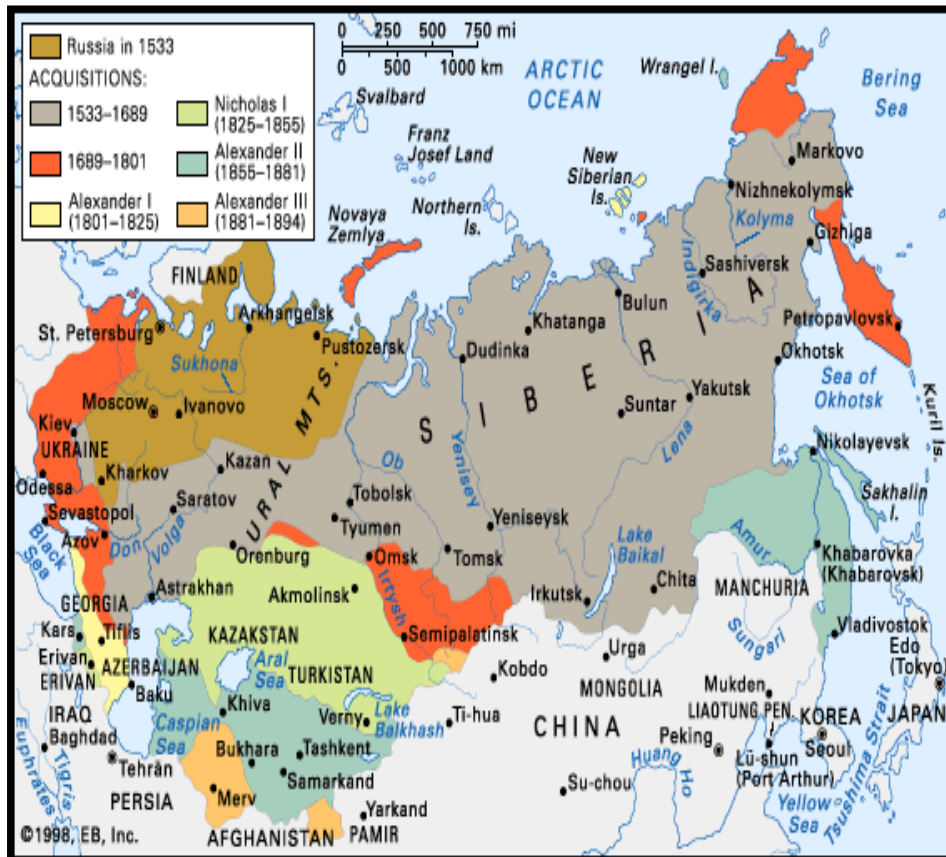 Russia in 1533
ACQUISITIONS:
1533–1689
1689–1801
Alexander I
(1801–1825)
Nicholas I
(1825–1855)
Alexander II
(1855–1881)
Alexander III
(1881–1894)
0 250 500 750 mi
0 500 1000 km
ARCTIC
OCEAN
Wrangel I.
Bering
Sea
Svalbard
Franz
Josef Land
New
Siberian
Is.
Markovo
Nizhnekolymsk
Northern
Is.
Kolyma
Gizhiga
Novaya
Zemlya
FINLAND
Indigirka
Sashiversk
Bulun
St. Petersburg
Arkhangelsk
Khatanga
Petropavlovsk
Pustozersk
Dudinka
Okhotsk
Sukhona
SIBERIA
Sea of
Okhotsk
Kuril Is.
Moscow
Ivanovo
URAL MTS.
Suntar
Yakutsk
Kiev
UKRAINE
Kharkov
Kazan
Ob
Yenisey
Lena
Nikolayevsk
Odessa
Saratov
Tobolsk
Sakhalin
I.
Sevastopol
Tyumen
Yeniseysk
Black
Sea
Azov
Don
Volga
Orenburg
Omsk
Tomsk
Lake
Baikal
Amur
Khabarovka
(Khabarovsk)
Astrakhan
Akmolinsk
Irtysh
Irkutsk
Chita
MANCHURIA
GEORGIA
Kars
Tiflis
KAZAKSTAN
Semipalatinsk
Sungari
Vladivostok
Erivan
ERIVAN
AZERBAIJAN
Aral
Sea
TURKISTAN
Kobdo
Urga
Edo
(Tokyo)
Baku
MONGOLIA
Mukden
IRAQ
Khiva
Verny
Lake
Balkhash
Ti-hua
CHINA
LIAOTUNG PEN.
KOREA
JAPAN
Baghdad
Caspian
Sea
Bukhara
Tashkent
Peking
Seoul
Tehrān
Samarkand
Huang Ho
Lü-shun
(Port Arthur)
Tsushima Strait
Euphrates
Tigris
PERSIA
Merv
Su-chou
Yellow
Sea
Yarkand
AFGHANISTAN
PAMIR
©1998, EB, Inc.